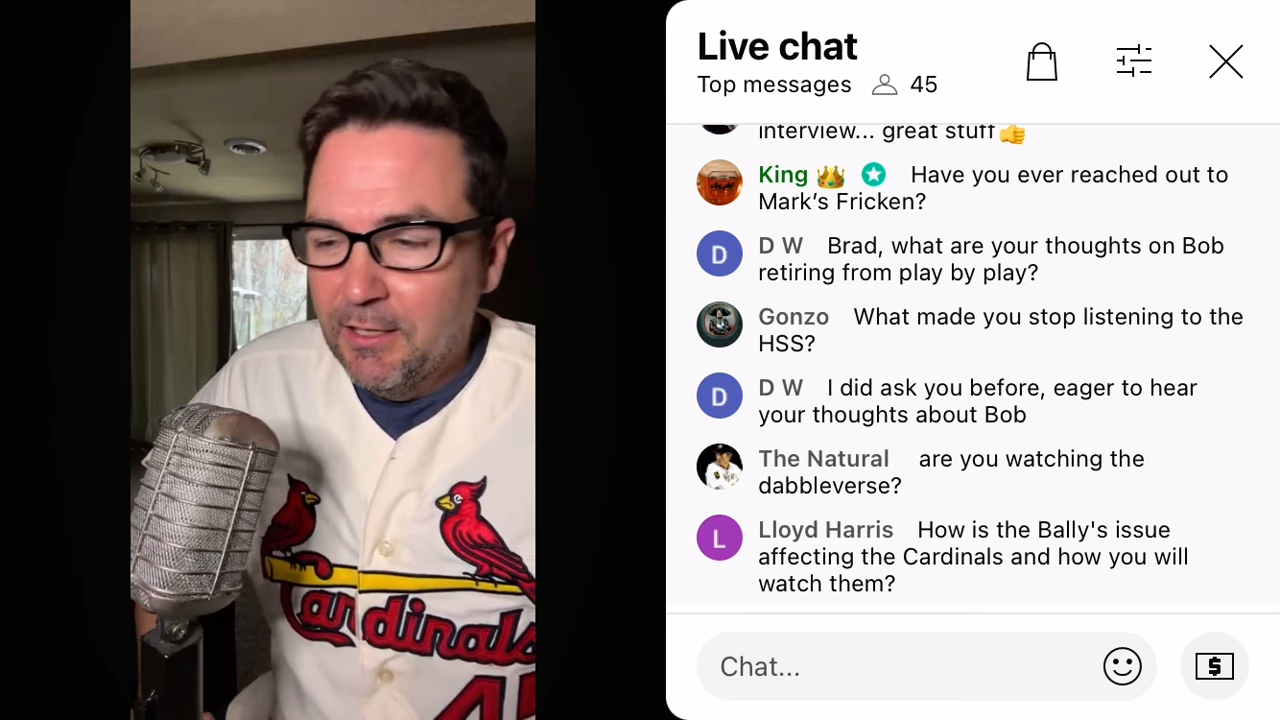 Live chat
Top messages 45
interview... great stuff👍
King 👑 Have you ever reached out to
Mark’s Fricken?
D D W Brad, what are your thoughts on Bob
retiring from play by play?
Gonzo What made you stop listening to the
HSS?
D D W I did ask you before, eager to hear
your thoughts about Bob
The Natural are you watching the
dabbleverse?
L Lloyd Harris How is the Bally's issue
affecting the Cardinals and how you will
watch them?
Chat...
$
Cardinals